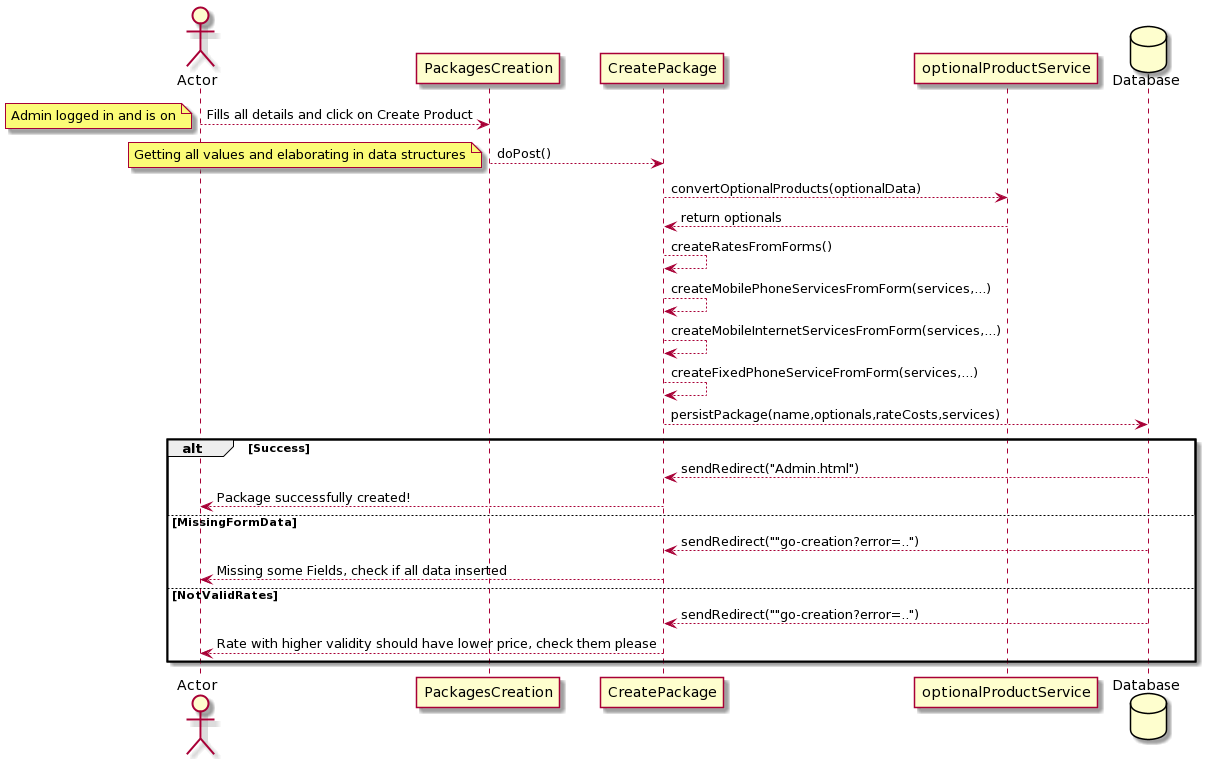 Actor
PackagesCreation
CreatePackage
optionalProductService
Database
Admin logged in and is on
Fills all details and click on Create Product
Getting all values and elaborating in data structures
doPost()
convertOptionalProducts(optionalData)
return optionals
createRatesFromForms()
createMobilePhoneServicesFromForm(services,...)
createMobileInternetServicesFromForm(services,...)
createFixedPhoneServiceFromForm(services,...)
persistPackage(name,optionals,rateCosts,services)
alt [Success]
sendRedirect("Admin.html")
Package successfully created!
[MissingFormData]
sendRedirect(""go-creation?error=..")
Missing some Fields, check if all data inserted
[NotValidRates]
sendRedirect(""go-creation?error=..")
Rate with higher validity should have lower price, check them please
Actor
PackagesCreation
CreatePackage
optionalProductService
Database